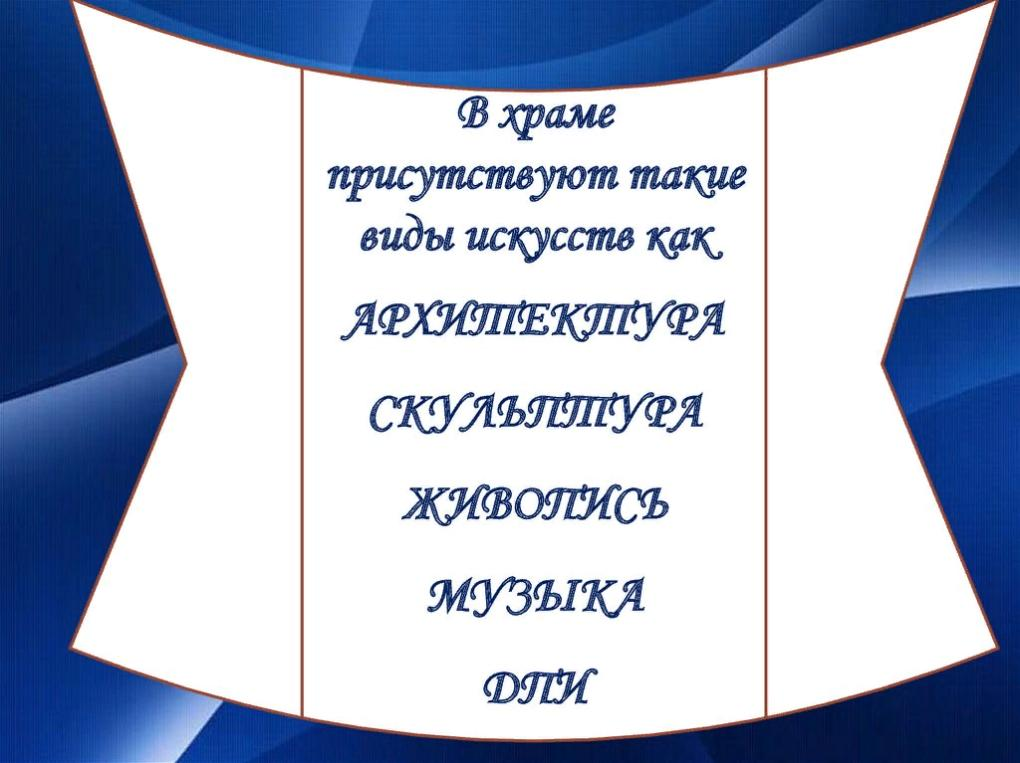 В храме
присутствуют такие
виды искусств как
АРХИТЕКТУРА
СКУЛЬПТУРА
ЖИВОПИСЬ
МУЗЫКА
ДПИ